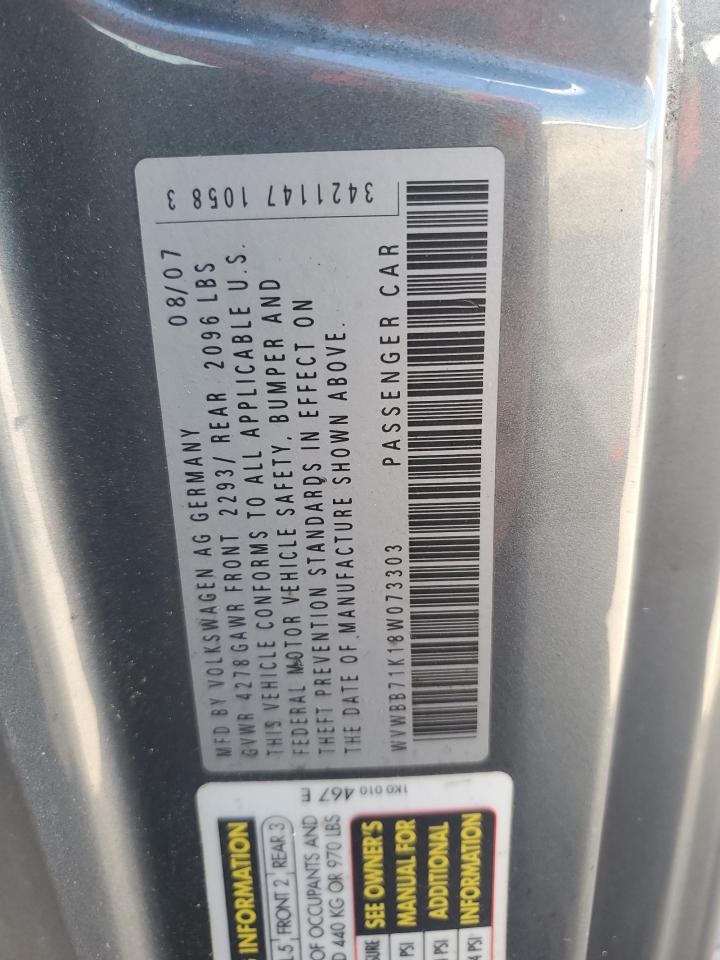 MFD BY VOLKSWAGEN AG GERMANY 08/07
GVWR 4278 GAWR FRONT 2293/ REAR 2096 LBS
THIS VEHICLE CONFORMS TO ALL APPLICABLE U.S.
FEDERAL MOTOR VEHICLE SAFETY, BUMPER AND
THEFT PREVENTION STANDARDS IN EFFECT ON
THE DATE OF MANUFACTURE SHOWN ABOVE.
WVWBB71K18W073303 PASSENGER CAR
3421147 1058 3
1K0 010 467 E
INFORMATION
5 FRONT 2 REAR 3
OF OCCUPANTS AND
440 KG OR 970 LBS
SEE OWNER'S
MANUAL FOR
ADDITIONAL
INFORMATION
PSI
PSI
PSI